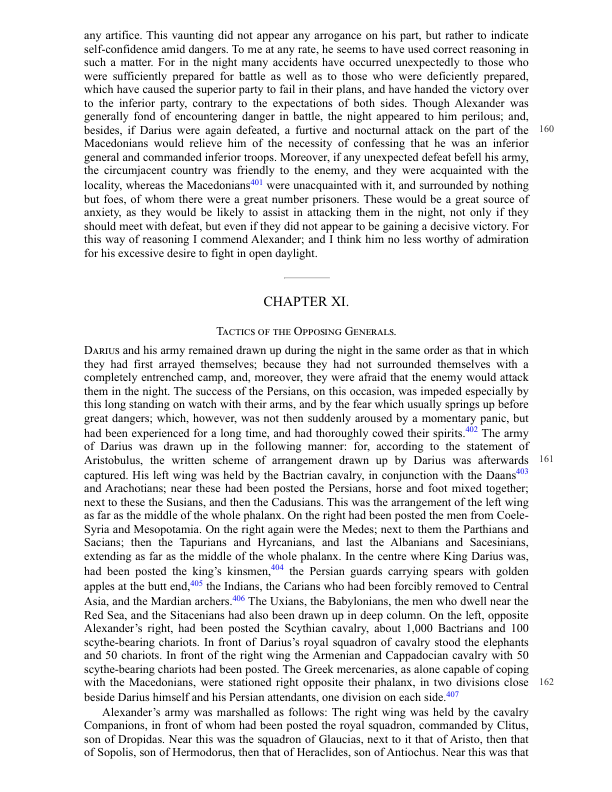 any artifice. This vaunting did not appear any arrogance on his part, but rather to indicate
self-confidence amid dangers. To me at any rate, he seems to have used correct reasoning in
such a matter. For in the night many accidents have occurred unexpectedly to those who
were sufficiently prepared for battle as well as to those who were deficiently prepared,
which have caused the superior party to fail in their plans, and have handed the victory over
to the inferior party, contrary to the expectations of both sides. Though Alexander was
generally fond of encountering danger in battle, the night appeared to him perilous; and,
besides, if Darius were again defeated, a furtive and nocturnal attack on the part of the 160
Macedonians would relieve him of the necessity of confessing that he was an inferior
general and commanded inferior troops. Moreover, if any unexpected defeat befell his army,
the circumjacent country was friendly to the enemy, and they were acquainted with the
locality, whereas the Macedonians401 were unacquainted with it, and surrounded by nothing
but foes, of whom there were a great number prisoners. These would be a great source of
anxiety, as they would be likely to assist in attacking them in the night, not only if they
should meet with defeat, but even if they did not appear to be gaining a decisive victory. For
this way of reasoning I commend Alexander; and I think him no less worthy of admiration
for his excessive desire to fight in open daylight.
CHAPTER XI.
Tactics of the Opposing Generals.
Darius and his army remained drawn up during the night in the same order as that in which
they had first arrayed themselves; because they had not surrounded themselves with a
completely entrenched camp, and, moreover, they were afraid that the enemy would attack
them in the night. The success of the Persians, on this occasion, was impeded especially by
this long standing on watch with their arms, and by the fear which usually springs up before
great dangers; which, however, was not then suddenly aroused by a momentary panic, but
had been experienced for a long time, and had thoroughly cowed their spirits.402 The army
of Darius was drawn up in the following manner: for, according to the statement of
Aristobulus, the written scheme of arrangement drawn up by Darius was afterwards 161
captured. His left wing was held by the Bactrian cavalry, in conjunction with the Daans403
and Arachotians; near these had been posted the Persians, horse and foot mixed together;
next to these the Susians, and then the Cadusians. This was the arrangement of the left wing
as far as the middle of the whole phalanx. On the right had been posted the men from Coele-
Syria and Mesopotamia. On the right again were the Medes; next to them the Parthians and
Sacians; then the Tapurians and Hyrcanians, and last the Albanians and Sacesinians,
extending as far as the middle of the whole phalanx. In the centre where King Darius was,
had been posted the king's kinsmen,404 the Persian guards carrying spears with golden
apples at the butt end,405 the Indians, the Carians who had been forcibly removed to Central
Asia, and the Mardian archers.406 The Uxians, the Babylonians, the men who dwell near the
Red Sea, and the Sitacenians had also been drawn up in deep column. On the left, opposite
Alexander's right, had been posted the Scythian cavalry, about 1,000 Bactrians and 100
scythe-bearing chariots. In front of Darius's royal squadron of cavalry stood the elephants
and 50 chariots. In front of the right wing the Armenian and Cappadocian cavalry with 50
scythe-bearing chariots had been posted. The Greek mercenaries, as alone capable of coping
with the Macedonians, were stationed right opposite their phalanx, in two divisions close 162
beside Darius himself and his Persian attendants, one division on each side.407
Alexander's army was marshalled as follows: The right wing was held by the cavalry
Companions, in front of whom had been posted the royal squadron, commanded by Clitus,
son of Dropidas. Near this was the squadron of Glaucias, next to it that of Aristo, then that
of Sopolis, son of Hermodorus, then that of Heraclides, son of Antiochus. Near this was that